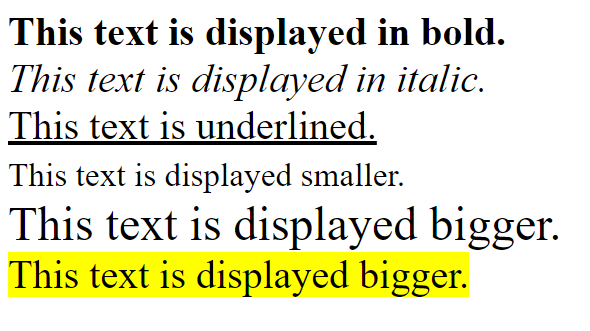 This text is displayed in bold.
This text is displayed in italic.
This text is underlined.
This text is displayed smaller.
This text is displayed bigger.
This text is displayed bigger.